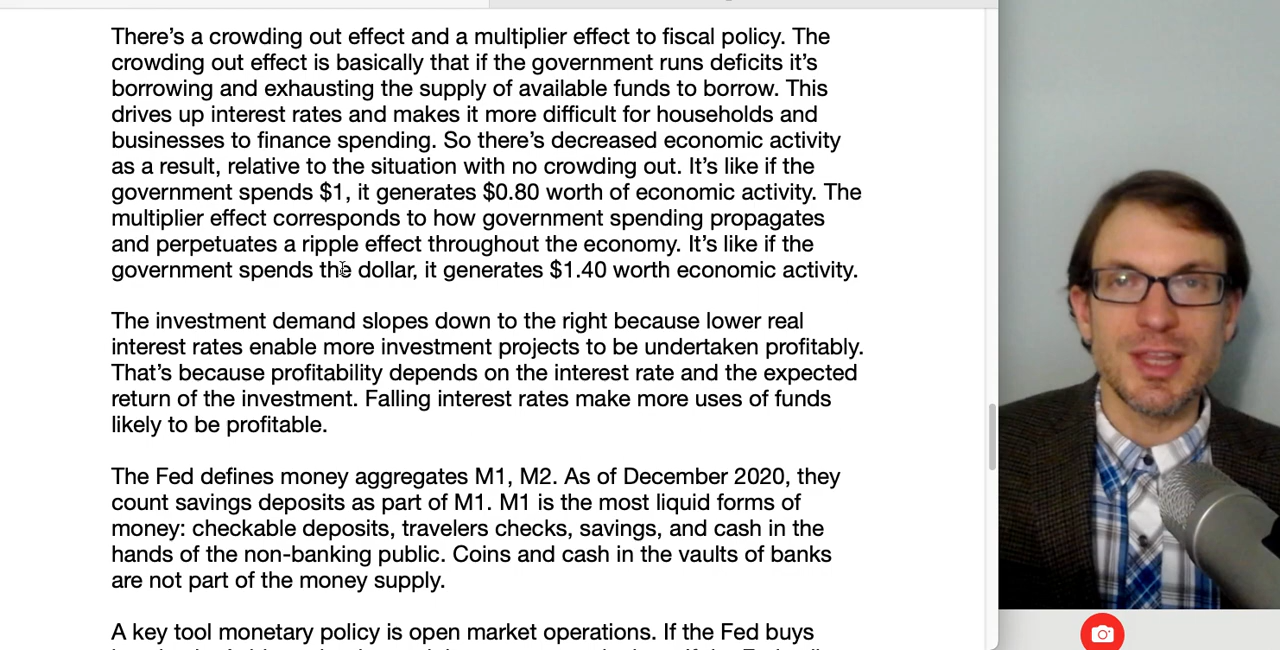 There’s a crowding out effect and a multiplier effect to fiscal policy. The
crowding out effect is basically that if the government runs deficits it’s
borrowing and exhausting the supply of available funds to borrow. This
drives up interest rates and makes it more difficult for households and
businesses to finance spending. So there’s decreased economic activity
as a result, relative to the situation with no crowding out. It’s like if the
government spends $1, it generates $0.80 worth of economic activity. The
multiplier effect corresponds to how government spending propagates
and perpetuates a ripple effect throughout the economy. It’s like if the
government spends the dollar, it generates $1.40 worth economic activity.
The investment demand slopes down to the right because lower real
interest rates enable more investment projects to be undertaken profitably.
That’s because profitability depends on the interest rate and the expected
return of the investment. Falling interest rates make more uses of funds
likely to be profitable.
The Fed defines money aggregates M1, M2. As of December 2020, they
count savings deposits as part of M1. M1 is the most liquid forms of
money: checkable deposits, travelers checks, savings, and cash in the
hands of the non-banking public. Coins and cash in the vaults of banks
are not part of the money supply.
A key tool monetary policy is open market operations. If the Fed buys